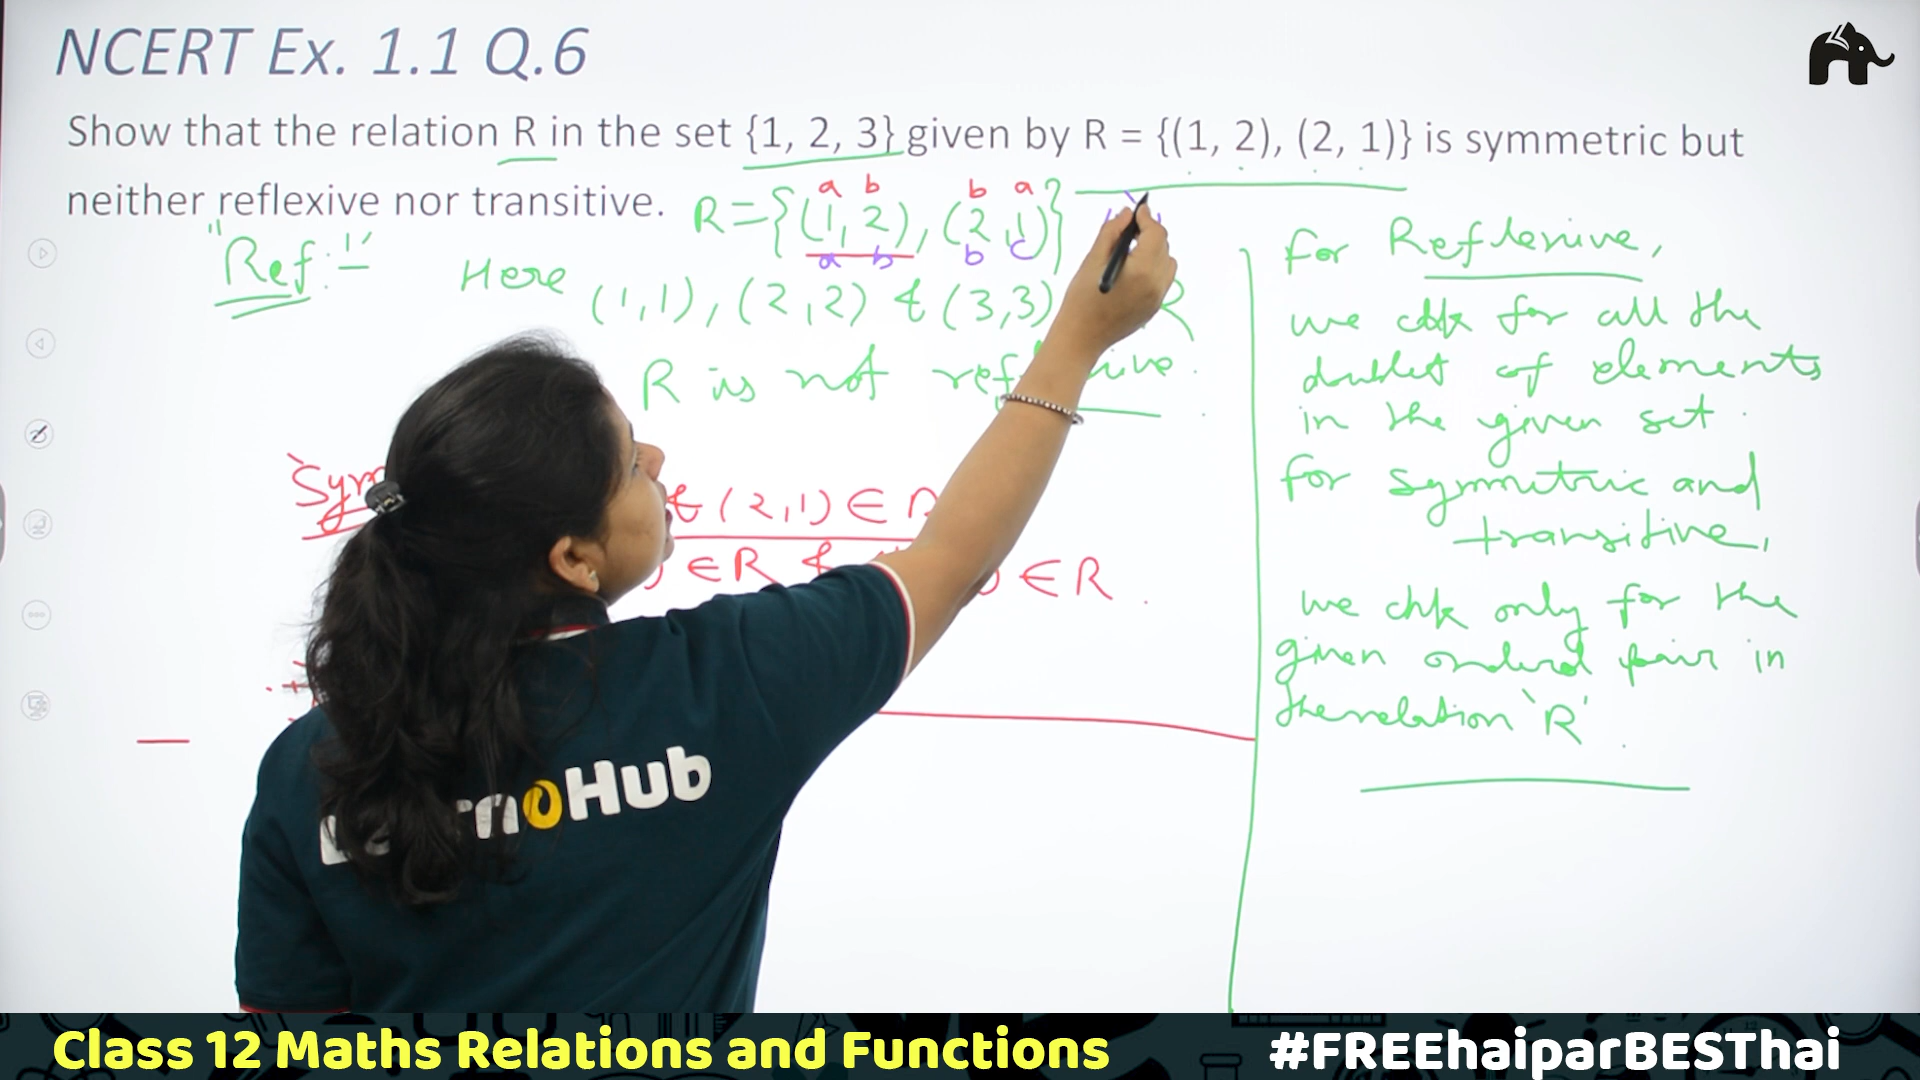 NCERT Ex. 1.1 Q.6
Show that the relation R in the set {1, 2, 3} given by R = {(1, 2), (2, 1)} is symmetric but
neither reflexive nor transitive.
a b b a
R = {(1, 2), (2, 1)}
a b b c
"Ref:-
Here (1,1), (2,2) & (3,3) R
R is not reflexive.
Sym
& (2,1) ∈ R
∈ R & ∈ R
for Reflexive,
we chk for all the
doublet of elements
in the given set.
for symmetric and
transitive,
we chk only for the
given ordered pair in
the relation 'R'.
LearnoHub
Class 12 Maths Relations and Functions
#FREEhaiparBESThai